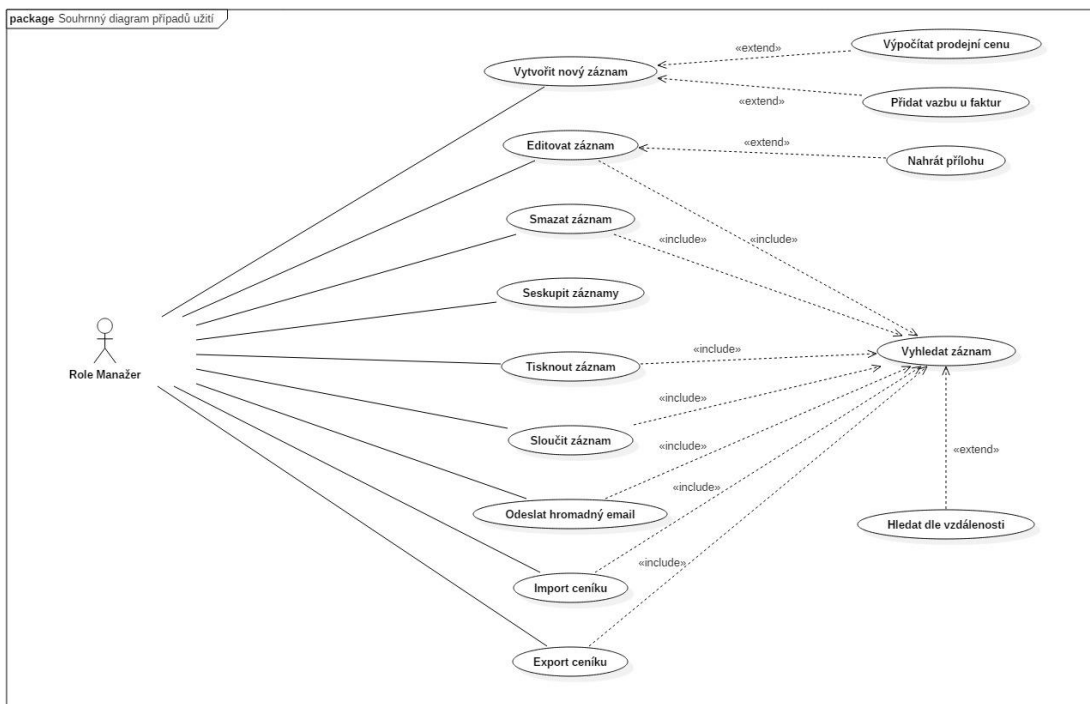 package Souhrnný diagram případů užití
«extend»
Výpočítat prodejní cenu
Vytvořit nový záznam
«extend»
Přidat vazbu u faktur
Editovat záznam
«extend»
Nahrát přílohu
Smazat záznam
«include»
«include»
Seskupit záznamy
Role Manažer
Tisknout záznam
«include»
Vyhledat záznam
Sloučit záznam
«include»
«include»
«extend»
Odeslat hromadný email
«include»
Hledat dle vzdálenosti
Import ceníku
«include»
Export ceníku